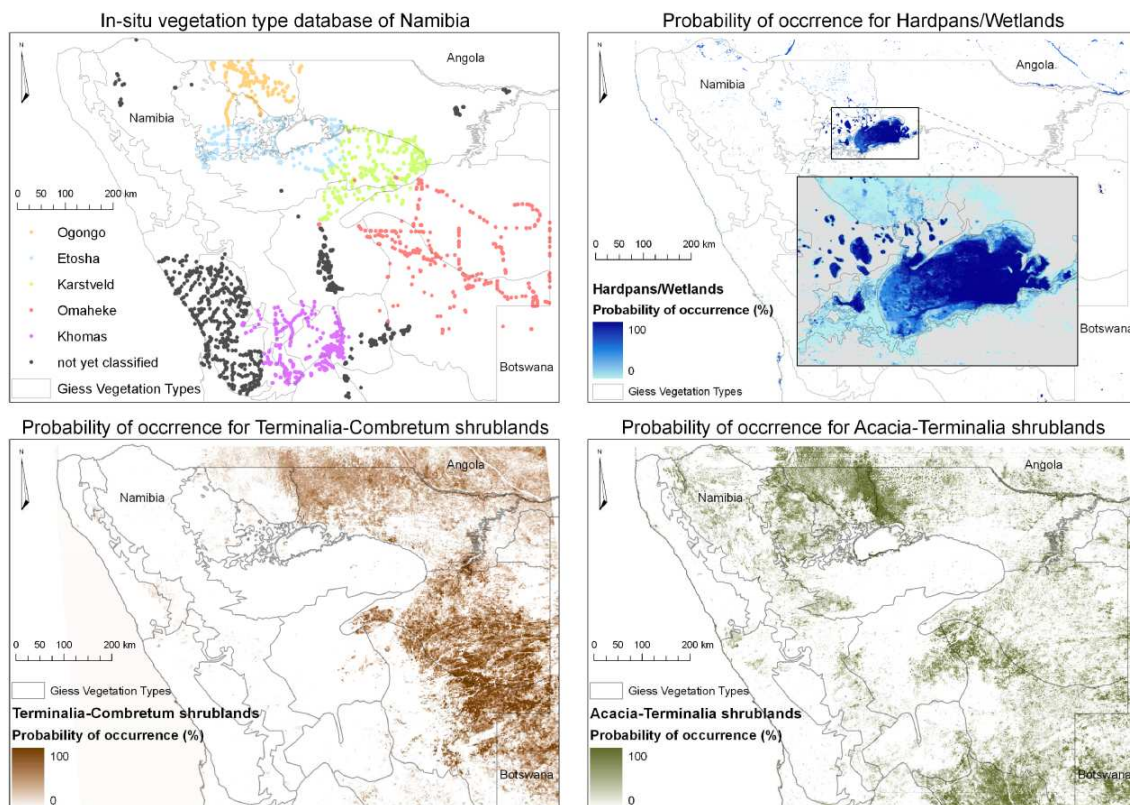 In-situ vegetation type database of Namibia
N
Angola
Namibia
0 50 100 200 km
Ogongo
Etosha
Karstveld
Omaheke
Khomas
not yet classified
Giess Vegetation Types
Botswana
Probability of occrrence for Hardpans/Wetlands
N
Angola
Namibia
0 50 100 200 km
Hardpans/Wetlands
Probability of occurrence (%)
100
0
Giess Vegetation Types
Botswana
Probability of occrrence for Terminalia-Combretum shrublands
N
Angola
Namibia
0 50 100 200 km
Giess Vegetation Types
Terminalia-Combretum shrublands
Probability of occurrence (%)
100
0
Botswana
Probability of occrrence for Acacia-Terminalia shrublands
N
Angola
Namibia
0 50 100 200 km
Giess Vegetation Types
Acacia-Terminalia shrublands
Probability of occurrence (%)
100
0
Botswana